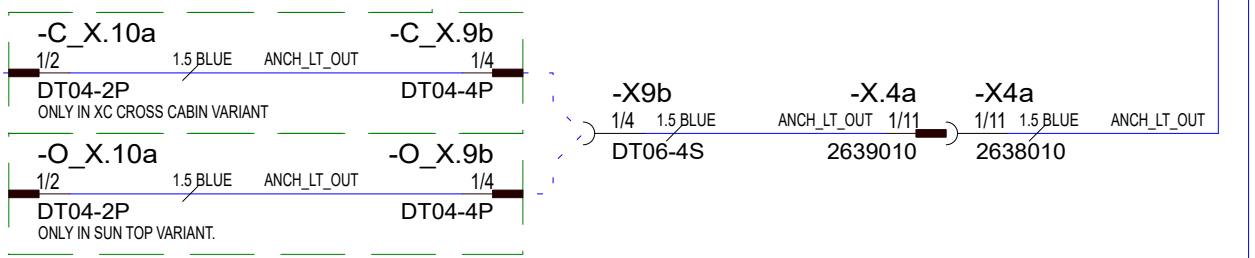 -C_X.10a -C_X.9b
1/2 1.5 BLUE ANCH_LT_OUT 1/4
DT04-2P DT04-4P
ONLY IN XC CROSS CABIN VARIANT
-X9b -X.4a -X4a
1/4 1.5 BLUE ANCH_LT_OUT 1/11 1/11 1.5 BLUE ANCH_LT_OUT
DT06-4S 2639010 2638010
-O_X.10a -O_X.9b
1/2 1.5 BLUE ANCH_LT_OUT 1/4
DT04-2P DT04-4P
ONLY IN SUN TOP VARIANT.